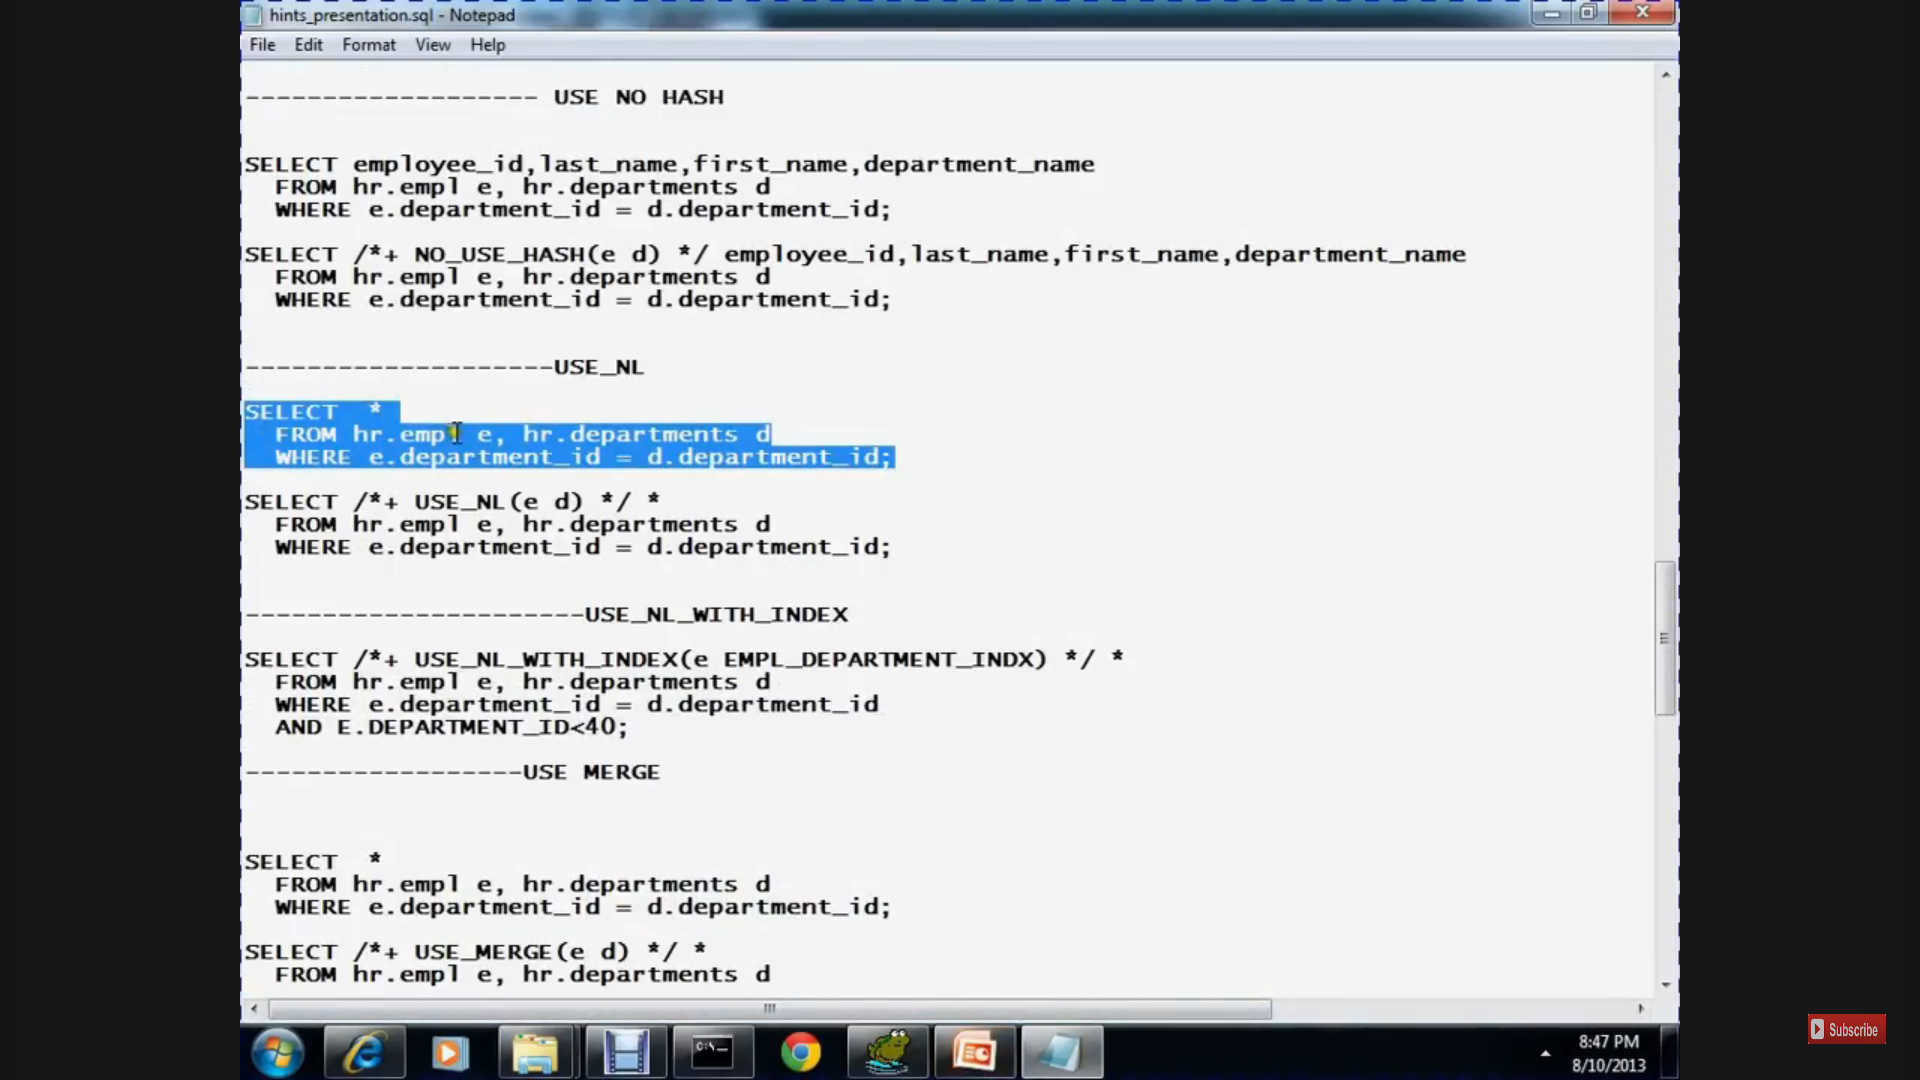 hints_presentation.sql - Notepad
File Edit Format View Help
------------------- USE NO HASH
SELECT employee_id,last_name,first_name,department_name
FROM hr.empl e, hr.departments d
WHERE e.department_id = d.department_id;
SELECT /*+ NO_USE_HASH(e d) */ employee_id,last_name,first_name,department_name
FROM hr.empl e, hr.departments d
WHERE e.department_id = d.department_id;
--------------------USE_NL
SELECT  *
FROM hr.empl e, hr.departments d
WHERE e.department_id = d.department_id;
SELECT /*+ USE_NL(e d) */ *
FROM hr.empl e, hr.departments d
WHERE e.department_id = d.department_id;
----------------------USE_NL_WITH_INDEX
SELECT /*+ USE_NL_WITH_INDEX(e EMPL_DEPARTMENT_INDX) */ *
FROM hr.empl e, hr.departments d
WHERE e.department_id = d.department_id
AND E.DEPARTMENT_ID<40;
------------------USE MERGE
SELECT  *
FROM hr.empl e, hr.departments d
WHERE e.department_id = d.department_id;
SELECT /*+ USE_MERGE(e d) */ *
FROM hr.empl e, hr.departments d
C:\_
8:47 PM
8/10/2013
Subscribe